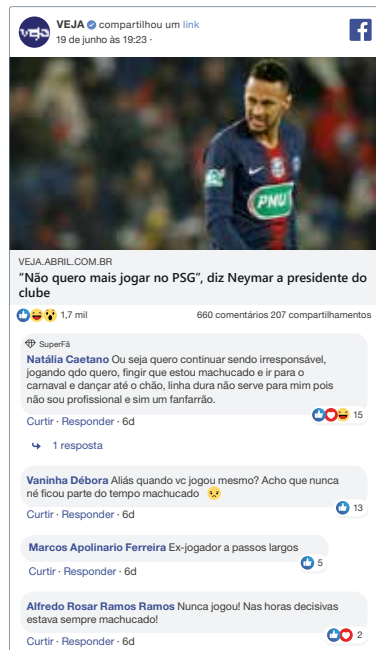 veja
VEJA compartilhou um link
19 de junho às 19:23 ·
PMU
VEJA.ABRIL.COM.BR
“Não quero mais jogar no PSG”, diz Neymar a presidente do
clube
1,7 mil 660 comentários 207 compartilhamentos
SuperFã
Natália Caetano Ou seja quero continuar sendo irresponsável,
jogando qdo quero, fingir que estou machucado e ir para o
carnaval e dançar até o chão, linha dura não serve para mim pois
não sou profissional e sim um fanfarrão.
15
Curtir · Responder · 6d
1 resposta
Vaninha Débora Aliás quando vc jogou mesmo? Acho que nunca
né ficou parte do tempo machucado 😟
13
Curtir · Responder · 6d
Marcos Apolinario Ferreira Ex-jogador a passos largos
5
Curtir · Responder · 6d
Alfredo Rosar Ramos Ramos Nunca jogou! Nas horas decisivas
estava sempre machucado!
2
Curtir · Responder · 6d